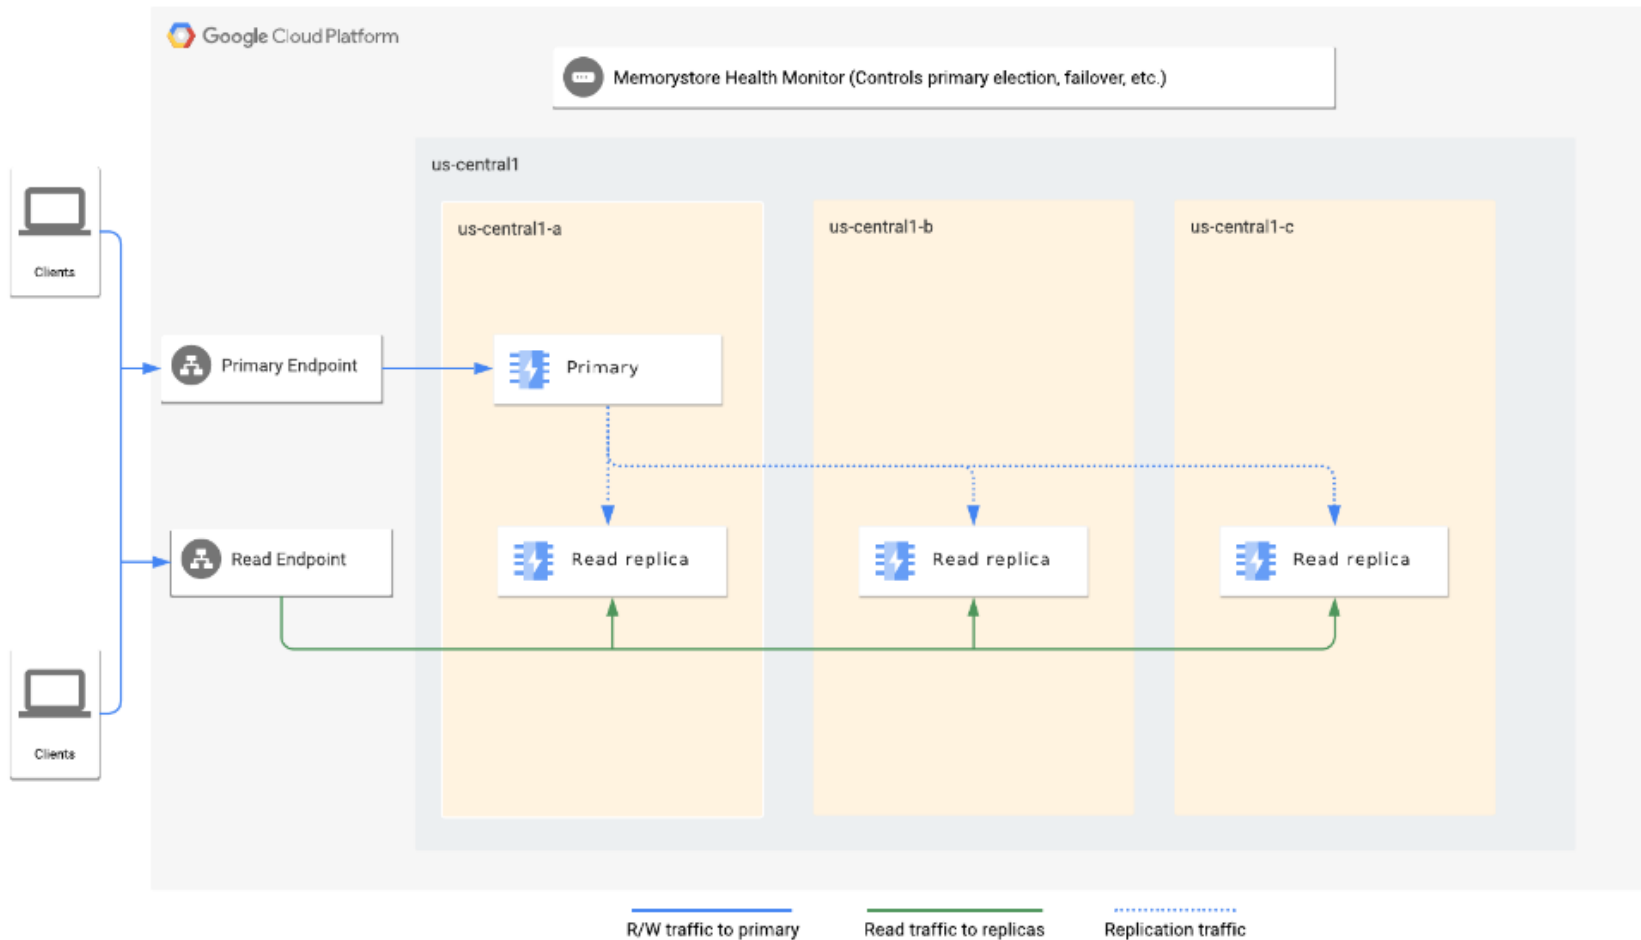 Google Cloud Platform
Memorystore Health Monitor (Controls primary election, failover, etc.)
us-central1
us-central1-a
us-central1-b
us-central1-c
Clients
Primary Endpoint
Primary
Read Endpoint
Read replica
Read replica
Read replica
Clients
R/W traffic to primary
Read traffic to replicas
Replication traffic